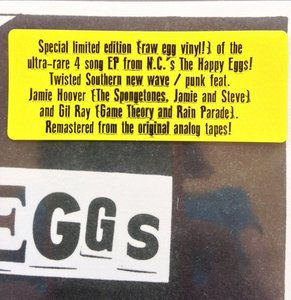 Special limited edition {raw egg vinyl!} of the
ultra-rare 4 song EP from N.C.'s The Happy Eggs!
Twisted Southern new wave / punk feat.
Jamie Hoover {The Spongetones, Jamie and Steve}
and Gil Ray {Game Theory and Rain Parade}.
Remastered from the original analog tapes!
EGGS